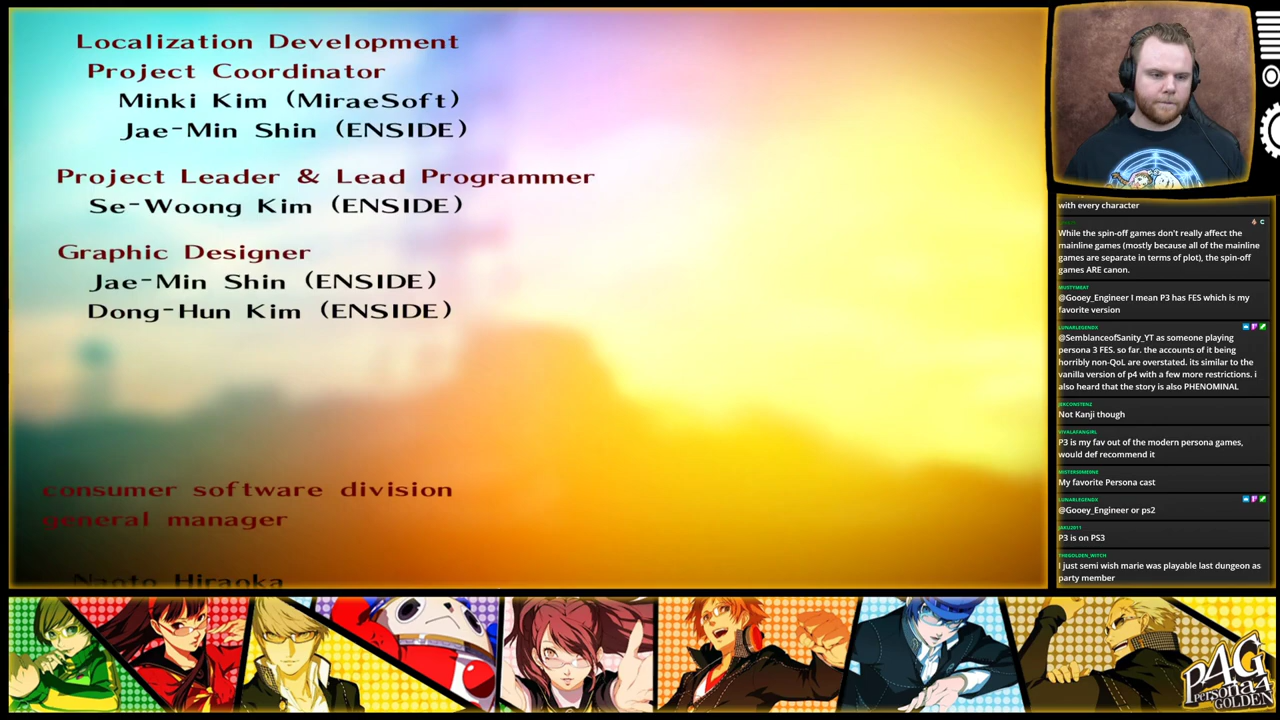 Localization Development
Project Coordinator
Minki Kim (MiraeSoft)
Jae-Min Shin (ENSIDE)
Project Leader & Lead Programmer
Se-Woong Kim (ENSIDE)
Graphic Designer
Jae-Min Shin (ENSIDE)
Dong-Hun Kim (ENSIDE)
consumer software division
general manager
Naoto Hiraoka
with every character
While the spin-off games don't really affect the
mainline games (mostly because all of the mainline
games are separate in terms of plot), the spin-off
games ARE canon.
MUSTYMEAT
@Gooey_Engineer I mean P3 has FES which is my
favorite version
LUNARLEGENDX
@SemblanceofSanity_YT as someone playing
persona 3 FES. so far. the accounts of it being
horribly non-QoL are overstated. its similar to the
vanilla version of p4 with a few more restrictions. i
also heard that the story is also PHENOMINAL
Not Kanji though
VIVALAFANGIRL
P3 is my fav out of the modern persona games,
would def recommend it
MISTERSOMEONE
My favorite Persona cast
LUNARLEGENDX
@Gooey_Engineer or ps2
P3 is on PS3
THEGOLDEN_WITCH
I just semi wish marie was playable last dungeon as
party member
P4G
Persona4
GOLDEN